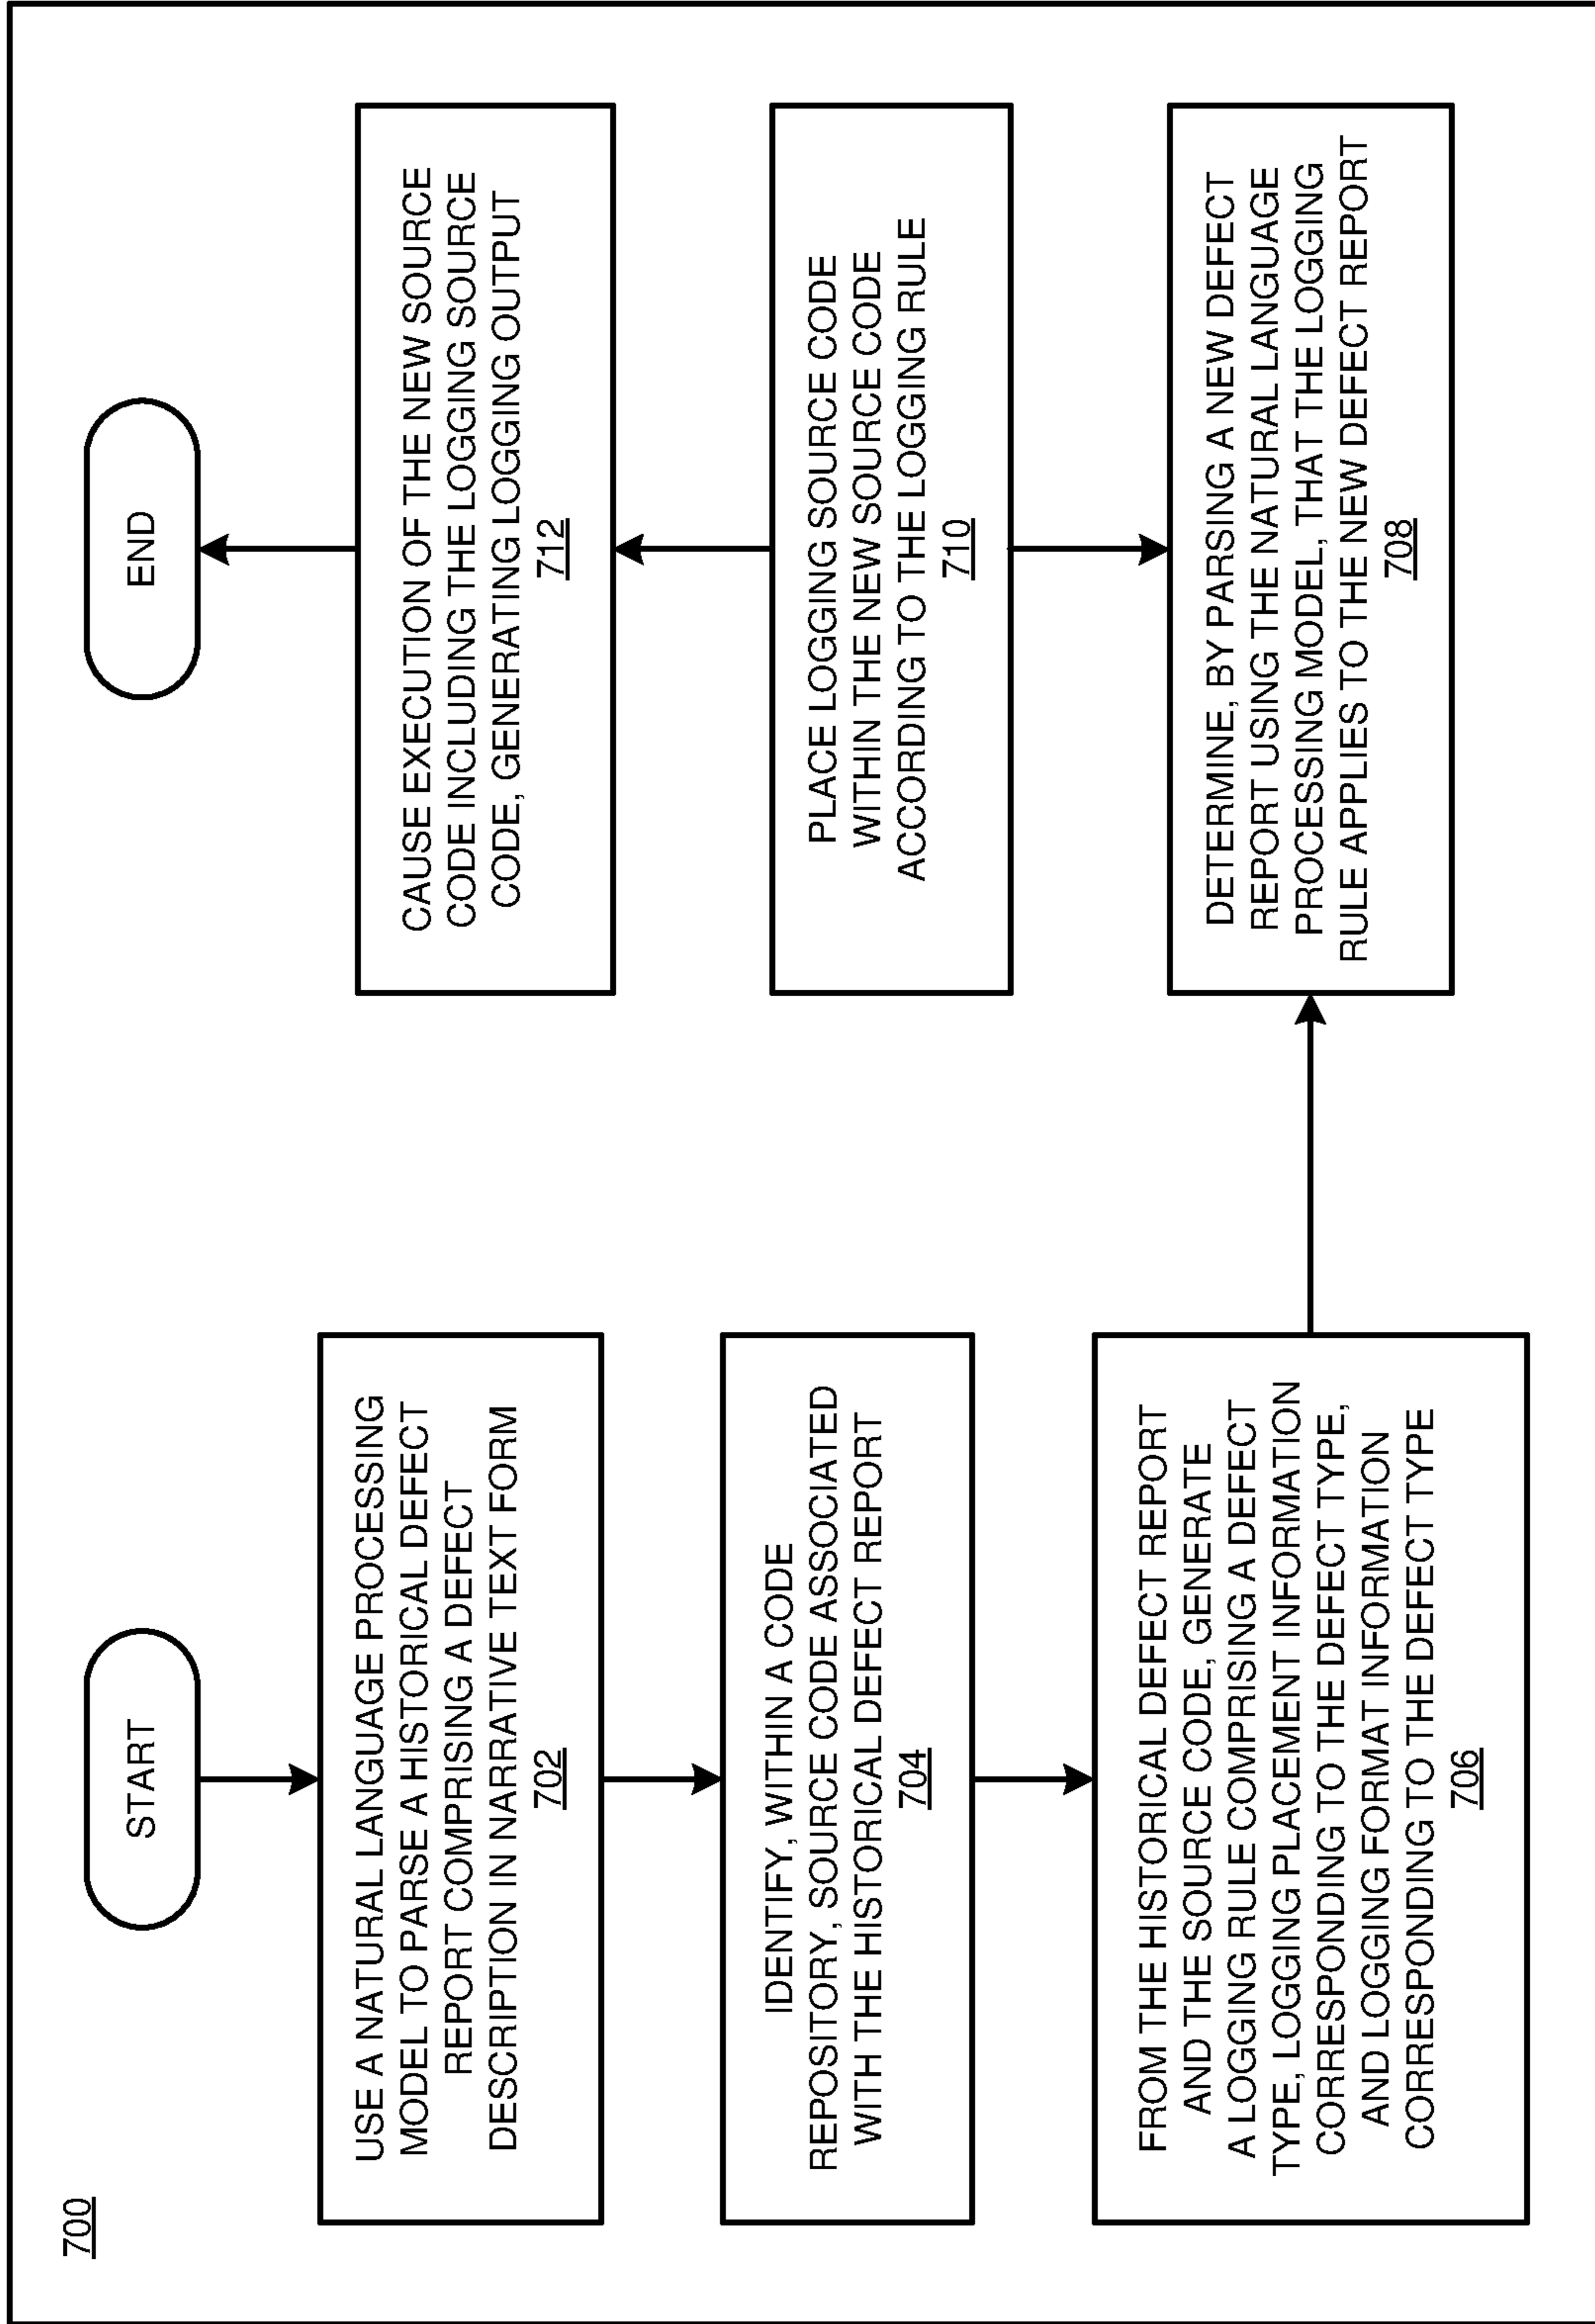 700
START
USE A NATURAL LANGUAGE PROCESSING
MODEL TO PARSE A HISTORICAL DEFECT
REPORT COMPRISING A DEFECT
DESCRIPTION IN NARRATIVE TEXT FORM
702
IDENTIFY, WITHIN A CODE
REPOSITORY, SOURCE CODE ASSOCIATED
WITH THE HISTORICAL DEFECT REPORT
704
FROM THE HISTORICAL DEFECT REPORT
AND THE SOURCE CODE, GENERATE
A LOGGING RULE COMPRISING A DEFECT
TYPE, LOGGING PLACEMENT INFORMATION
CORRESPONDING TO THE DEFECT TYPE,
AND LOGGING FORMAT INFORMATION
CORRESPONDING TO THE DEFECT TYPE
706
DETERMINE, BY PARSING A NEW DEFECT
REPORT USING THE NATURAL LANGUAGE
PROCESSING MODEL, THAT THE LOGGING
RULE APPLIES TO THE NEW DEFECT REPORT
708
PLACE LOGGING SOURCE CODE
WITHIN THE NEW SOURCE CODE
ACCORDING TO THE LOGGING RULE
710
CAUSE EXECUTION OF THE NEW SOURCE
CODE INCLUDING THE LOGGING SOURCE
CODE, GENERATING LOGGING OUTPUT
712
END